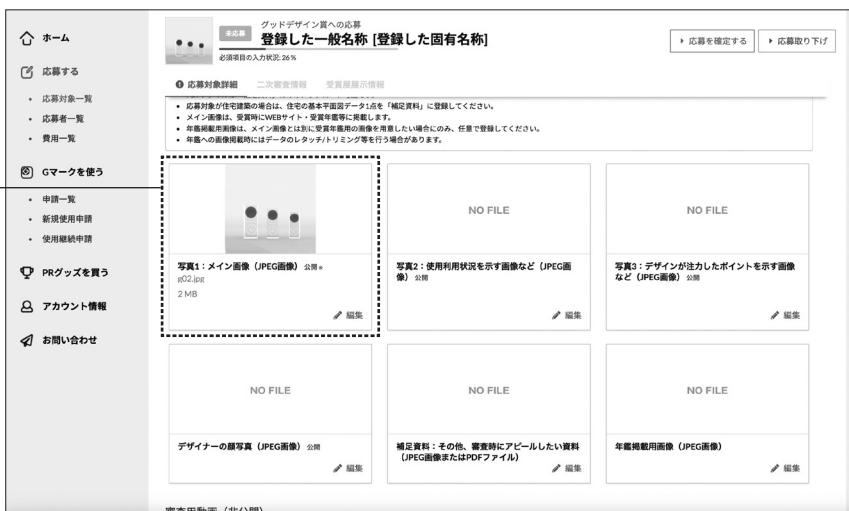 ホーム
応募する
・ 応募対象一覧
・ 応募者一覧
・ 費用一覧
Gマークを使う
・ 申請一覧
・ 新規使用申請
・ 使用継続申請
PRグッズを買う
アカウント情報
お問い合わせ
グッドデザイン賞への応募
未応募
登録した一般名称 [登録した固有名称]
必須項目の入力状況: 26%
応募を確定する
応募取り下げ
応募対象詳細 二次審査情報 受賞展展示情報
• 応募対象が住宅建築の場合は、住宅の基本平面図データ1点を「補足資料」に登録してください。
• メイン画像は、受賞時にWEBサイト・受賞年鑑等に掲載します。
• 年鑑掲載用画像は、メイン画像とは別に受賞年鑑用の画像を用意したい場合にのみ、任意で登録してください。
• 年鑑への画像掲載時にはデータのレタッチ/トリミング等を行う場合があります。
写真1：メイン画像（JPEG画像） 公開 *
g02.jpg
2 MB
編集
NO FILE
写真2：使用利用状況を示す画像など（JPEG画
像） 公開
編集
NO FILE
写真3：デザインが注力したポイントを示す画像
など（JPEG画像） 公開
編集
NO FILE
デザイナーの顔写真（JPEG画像） 公開
編集
NO FILE
補足資料：その他、審査時にアピールしたい資料
（JPEG画像またはPDFファイル）
編集
NO FILE
年鑑掲載用画像（JPEG画像）
編集
審査用動画（非公開）